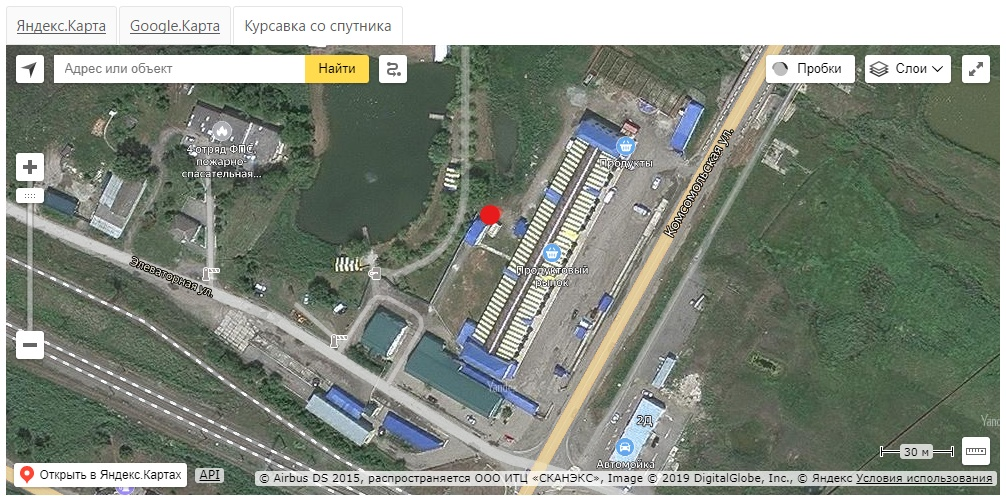 Яндекс.Карта
Google.Карта
Курсавка со спутника
Адрес или объект
Найти
Пробки
Слои
4 отряд ФПС,
пожарно-
спасательная...
Продукты
Комсомольская ул.
Продуктовый
рынок
Элеваторная ул.
Yandex
2Д
Автомойка
30 м
Открыть в Яндекс.Картах
API
© Airbus DS 2015, распространяется ООО ИТЦ «СКАНЭКС», Image © 2019 DigitalGlobe, Inc., © Яндекс Условия использования